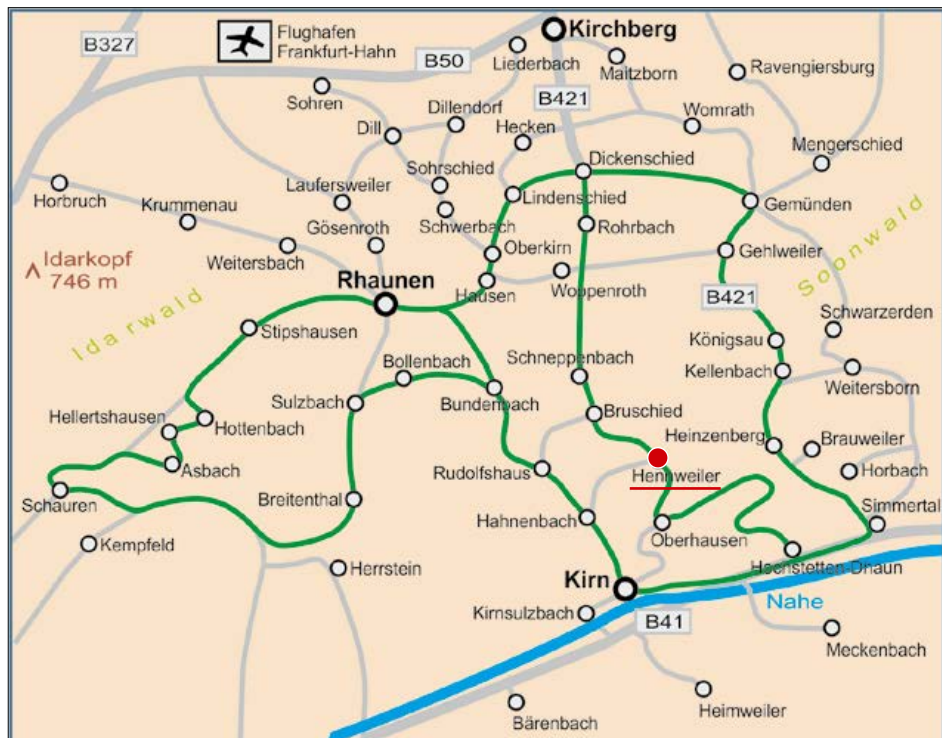 Flughafen
Frankfurt-Hahn
B327
Kirchberg
B50
Liederbach
Maitzborn
Ravengiersburg
Sohren
B421
Dillendorf
Womrath
Dill
Hecken
Mengerschied
Dickenschied
Sohrschied
Horbruch
Laufersweiler
Lindenschied
Gemünden
Krummenau
Schwerbach
Rohrbach
Gösenroth
Oberkirn
Gehlweiler
Soonwald
Weitersbach
Idarkopf
746 m
Rhaunen
Hausen
Woppenroth
B421
Idarwald
Schwarzerden
Stipshausen
Königsau
Bollenbach
Schneppenbach
Kellenbach
Weitersborn
Sulzbach
Bundenbach
Hellertshausen
Hottenbach
Bruschied
Heinzenberg
Brauweiler
Asbach
Rudolfshaus
Hennweiler
Horbach
Schauren
Breitenthal
Simmertal
Hahnenbach
Oberhausen
Kempfeld
Hochstetten-Dhaun
Herrstein
Kirn
Nahe
Kirnsulzbach
B41
Meckenbach
Heimweiler
Bärenbach